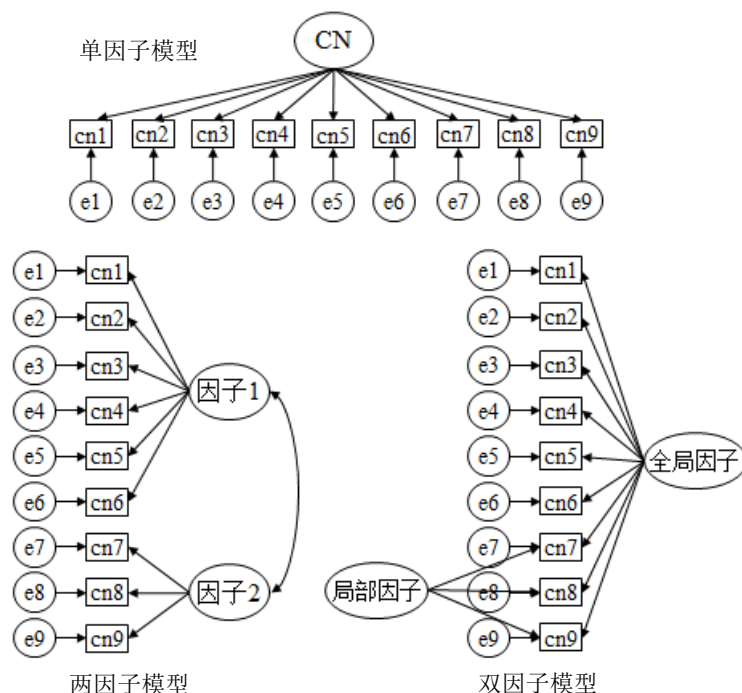 单因子模型
CN
cn1 cn2 cn3 cn4 cn5 cn6 cn7 cn8 cn9
e1 e2 e3 e4 e5 e6 e7 e8 e9
e1 cn1
e2 cn2
e3 cn3
e4 cn4
e5 cn5
e6 cn6
e7 cn7
e8 cn8
e9 cn9
因子1
因子2
两因子模型
e1 cn1
e2 cn2
e3 cn3
e4 cn4
e5 cn5
e6 cn6
e7 cn7
e8 cn8
e9 cn9
全局因子
局部因子
双因子模型